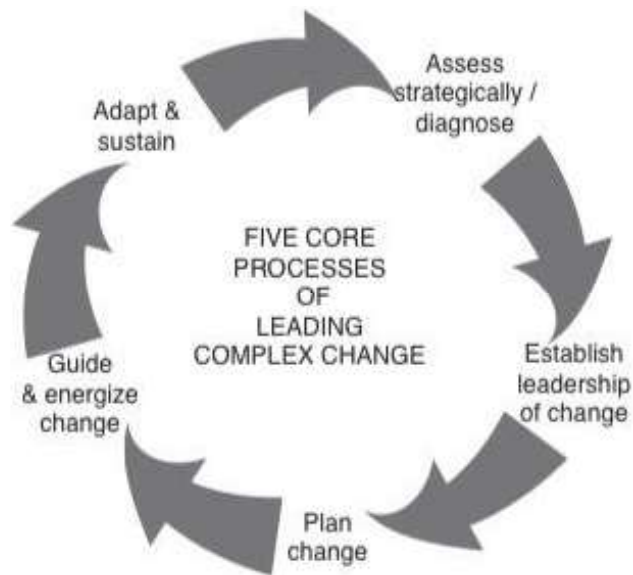 Assess
strategically /
diagnose
Adapt &
sustain
FIVE CORE
PROCESSES
OF
LEADING
COMPLEX CHANGE
Establish
leadership
of change
Guide
& energize
change
Plan
change